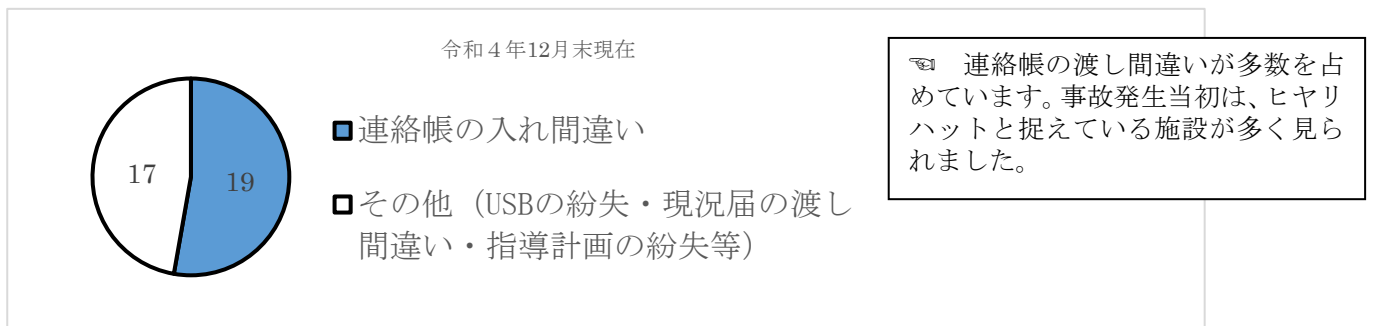 令和４年12月末現在
17
19
連絡帳の入れ間違い
その他（USBの紛失・現況届の渡し
間違い・指導計画の紛失等）
☜　連絡帳の渡し間違いが多数を占
めています。事故発生当初は、ヒヤリ
ハットと捉えている施設が多く見ら
れました。